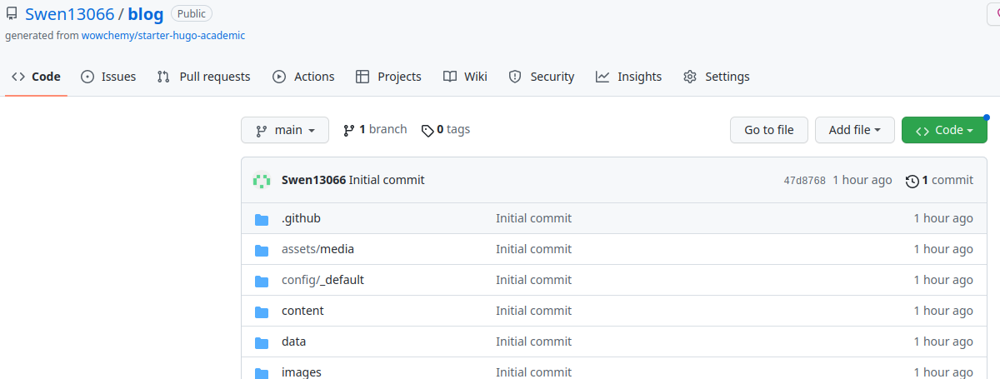 Swen13066 / blog Public
generated from wowchemy/starter-hugo-academic
Code Issues Pull requests Actions Projects Wiki Security Insights Settings
main 1 branch 0 tags Go to file Add file Code
Swen13066 Initial commit 47d8768 1 hour ago 1 commit
.github Initial commit 1 hour ago
assets/media Initial commit 1 hour ago
config/_default Initial commit 1 hour ago
content Initial commit 1 hour ago
data Initial commit 1 hour ago
images Initial commit 1 hour ago